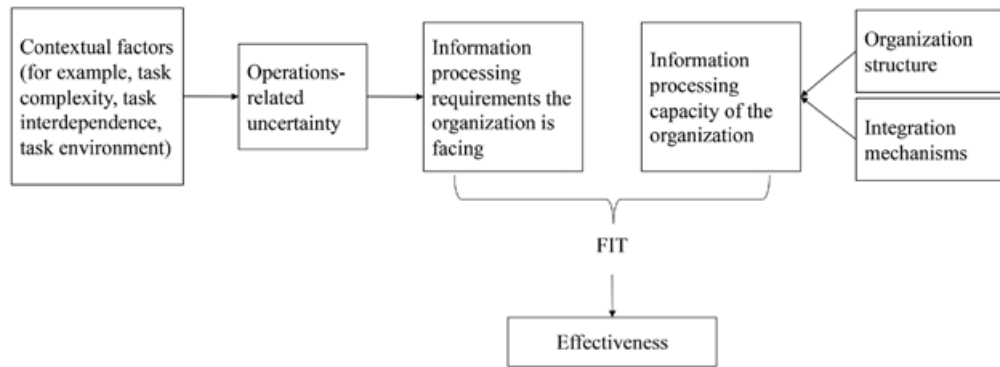 Contextual factors
(for example, task
complexity, task
interdependence,
task environment)
Operations-
related
uncertainty
Information
processing
requirements the
organization is
facing
Information
processing
capacity of the
organization
Organization
structure
Integration
mechanisms
FIT
Effectiveness